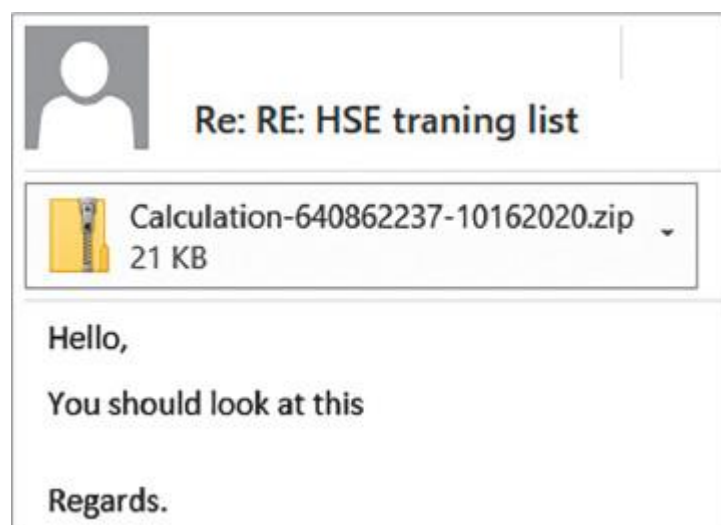 Re: RE: HSE traning list
Calculation-640862237-10162020.zip
21 KB
Hello,
You should look at this
Regards.